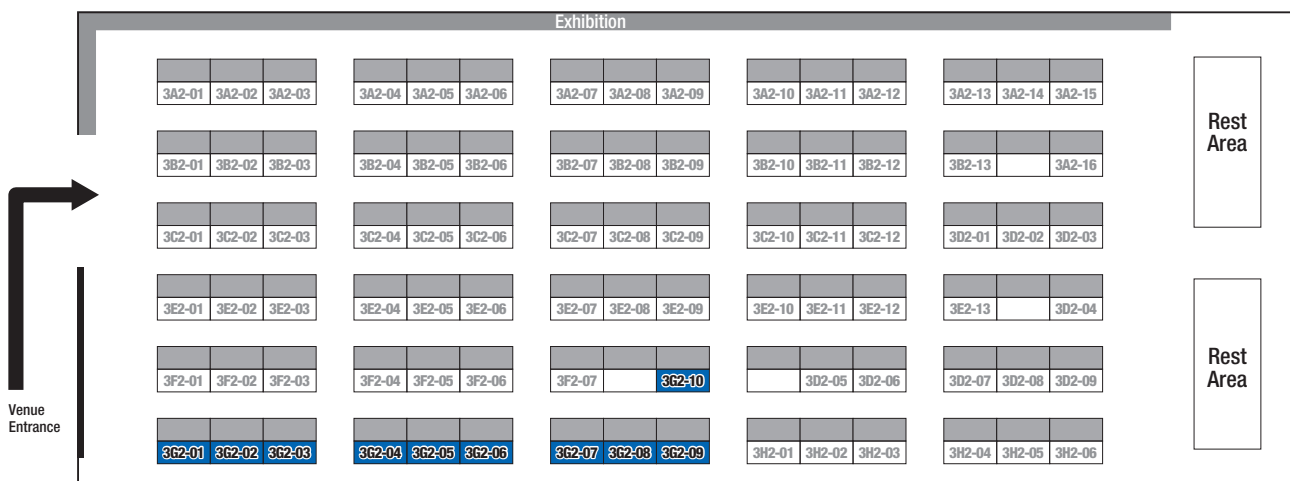 Exhibition
3A2-01 3A2-02 3A2-03 3A2-04 3A2-05 3A2-06 3A2-07 3A2-08 3A2-09 3A2-10 3A2-11 3A2-12 3A2-13 3A2-14 3A2-15
Rest
Area
3B2-01 3B2-02 3B2-03 3B2-04 3B2-05 3B2-06 3B2-07 3B2-08 3B2-09 3B2-10 3B2-11 3B2-12 3B2-13 3A2-16
3C2-01 3C2-02 3C2-03 3C2-04 3C2-05 3C2-06 3C2-07 3C2-08 3C2-09 3C2-10 3C2-11 3C2-12 3D2-01 3D2-02 3D2-03
3E2-01 3E2-02 3E2-03 3E2-04 3E2-05 3E2-06 3E2-07 3E2-08 3E2-09 3E2-10 3E2-11 3E2-12 3E2-13 3D2-04
Rest
Area
3F2-01 3F2-02 3F2-03 3F2-04 3F2-05 3F2-06 3F2-07 3G2-10 3D2-05 3D2-06 3D2-07 3D2-08 3D2-09
Venue
Entrance
3G2-01 3G2-02 3G2-03 3G2-04 3G2-05 3G2-06 3G2-07 3G2-08 3G2-09 3H2-01 3H2-02 3H2-03 3H2-04 3H2-05 3H2-06